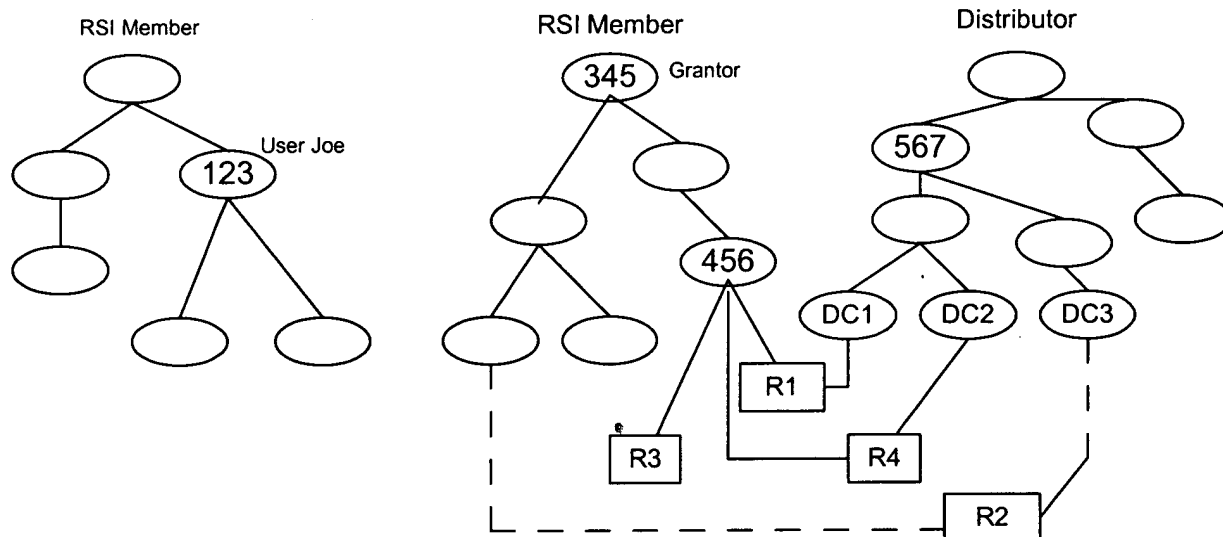 RSI Member
RSI Member
Distributor
345
Grantor
User Joe
123
567
456
DC1
DC2
DC3
R1
R3
R4
R2